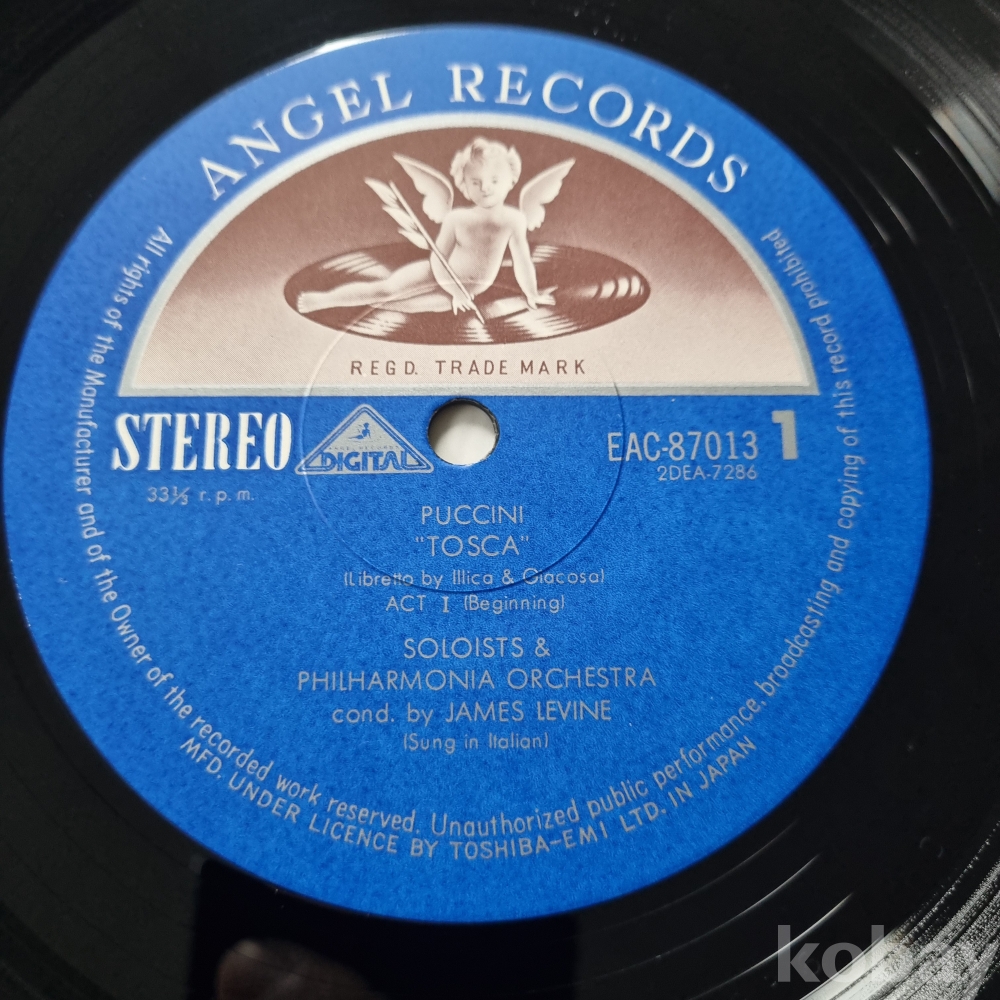 ANGEL RECORDS
REGD. TRADE MARK
STEREO
ANGEL RECORDS
DIGITAL
EAC-87013 1
2DEA-7286
33⅓ r.p.m.
PUCCINI
"TOSCA"
(Libretto by Illica & Giacosa)
ACT I (Beginning)
SOLOISTS &
PHILHARMONIA ORCHESTRA
cond. by JAMES LEVINE
(Sung in Italian)
All rights of the Manufacturer and of the Owner of the recorded work reserved. Unauthorized public performance, broadcasting and copying of this record prohibited
MFD. UNDER LICENCE BY TOSHIBA-EMI LTD. IN JAPAN
kobay